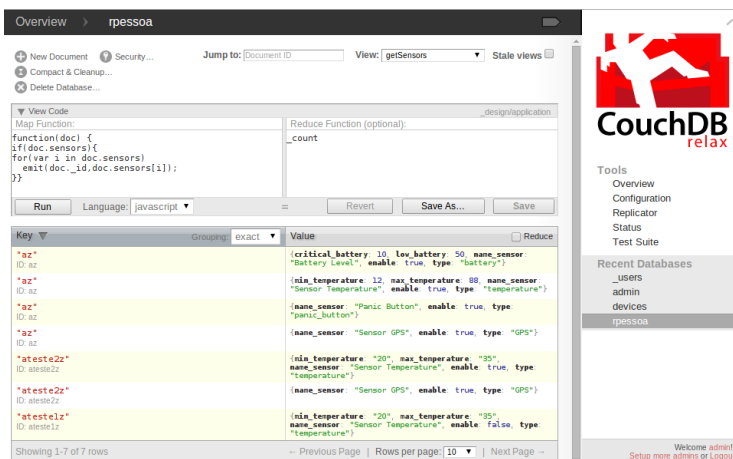 Overview rpessoa
New Document Security… Jump to: Document ID View: getSensors Stale views
Compact & Cleanup…
Delete Database…
View Code _design/application
Map Function: Reduce Function (optional):
function(doc) { _count
if(doc.sensors){
for(var i in doc.sensors)
emit(doc._id,doc.sensors[i]);
}}
Run Language: javascript = Revert Save As… Save
Key Grouping: exact Value Reduce
"az" {critical_battery: 10, low_battery: 50, name_sensor:
ID: az "Battery Level", enable: true, type: "battery"}
"az" {min_temperature: 12, max_temperature: 88, name_sensor:
ID: az "Sensor Temperature", enable: true, type: "temperature"}
"az" {name_sensor: "Panic Button", enable: true, type:
ID: az "panic_button"}
"az" {name_sensor: "Sensor GPS", enable: true, type: "GPS"}
ID: az
"ateste2z" {min_temperature: "20", max_temperature: "35",
ID: ateste2z name_sensor: "Sensor Temperature", enable: true, type:
"temperature"}
"ateste2z" {name_sensor: "Sensor GPS", enable: true, type: "GPS"}
ID: ateste2z
"ateste1z" {min_temperature: "20", max_temperature: "35",
ID: ateste1z name_sensor: "Sensor Temperature", enable: false, type:
"temperature"}
Showing 1-7 of 7 rows ← Previous Page | Rows per page: 10 | Next Page →
CouchDB
relax
Tools
Overview
Configuration
Replicator
Status
Test Suite
Recent Databases
_users
admin
devices
rpessoa
Welcome admin!
Setup more admins or Logou